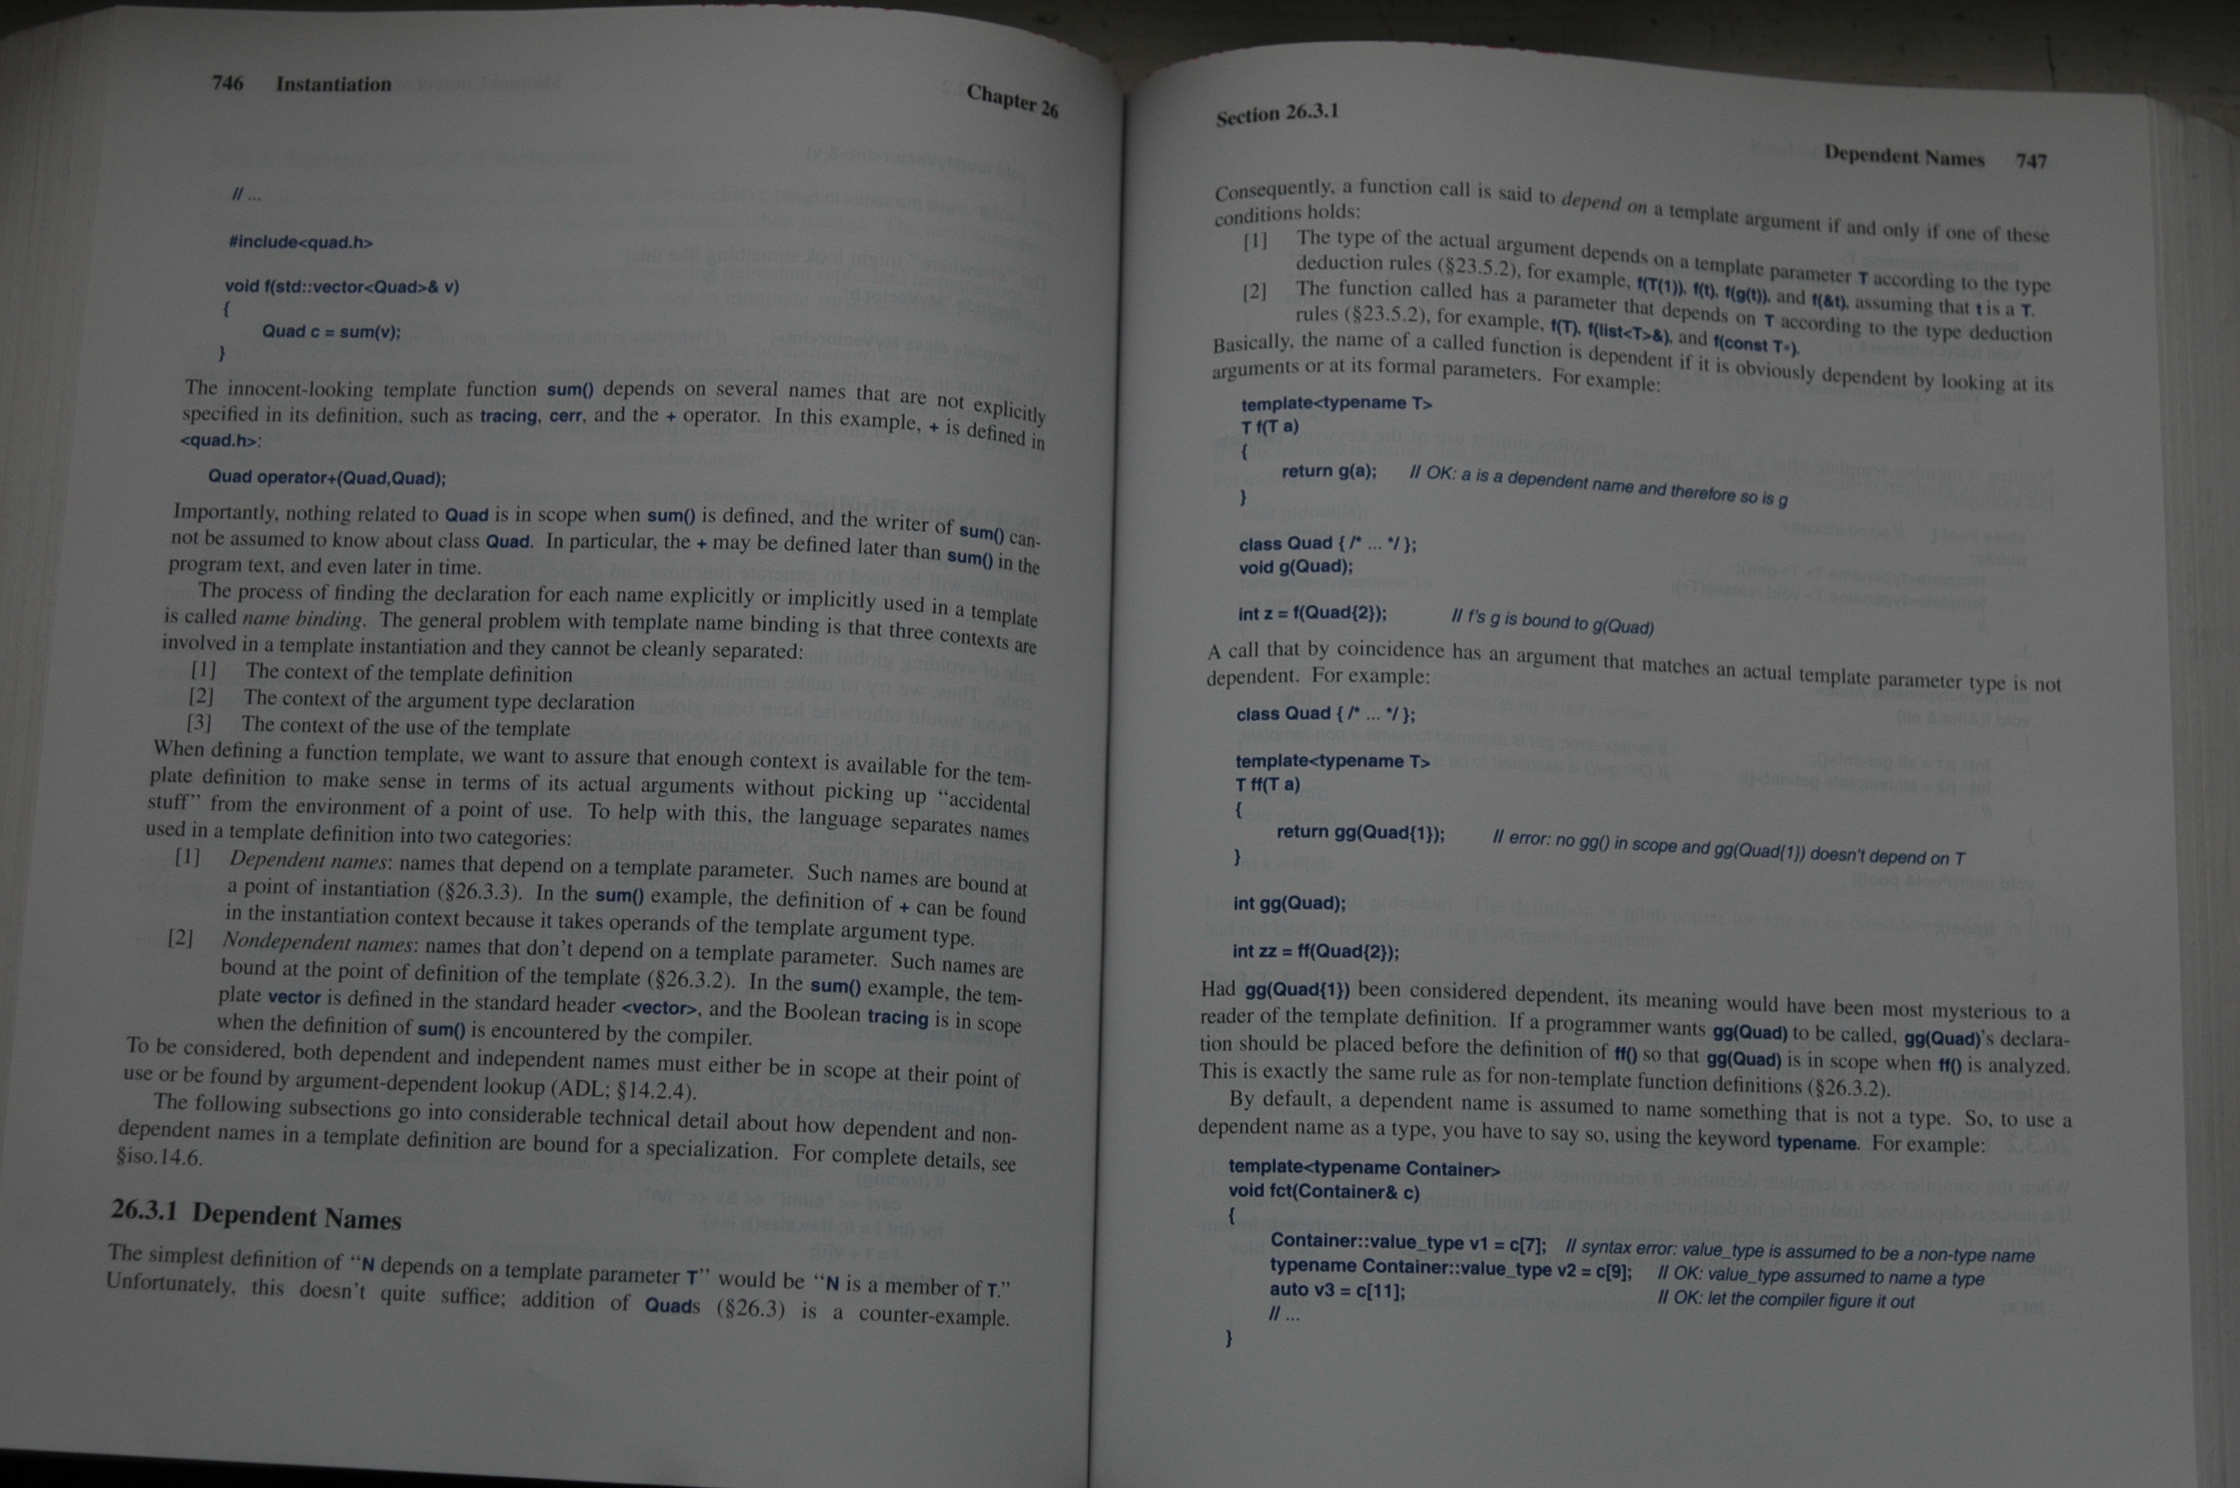 746 Instantiation Chapter 26
// ...
#include<quad.h>
void f(std::vector<Quad>& v)
{
Quad c = sum(v);
}
The innocent-looking template function sum() depends on several names that are not explicitly
specified in its definition, such as tracing, cerr, and the + operator. In this example, + is defined in
<quad.h>:
Quad operator+(Quad,Quad);
Importantly, nothing related to Quad is in scope when sum() is defined, and the writer of sum() can-
not be assumed to know about class Quad. In particular, the + may be defined later than sum() in the
program text, and even later in time.
The process of finding the declaration for each name explicitly or implicitly used in a template
is called name binding. The general problem with template name binding is that three contexts are
involved in a template instantiation and they cannot be cleanly separated:
[1] The context of the template definition
[2] The context of the argument type declaration
[3] The context of the use of the template
When defining a function template, we want to assure that enough context is available for the tem-
plate definition to make sense in terms of its actual arguments without picking up “accidental
stuff” from the environment of a point of use. To help with this, the language separates names
used in a template definition into two categories:
[1] Dependent names: names that depend on a template parameter. Such names are bound at
a point of instantiation (§26.3.3). In the sum() example, the definition of + can be found
in the instantiation context because it takes operands of the template argument type.
[2] Nondependent names: names that don’t depend on a template parameter. Such names are
bound at the point of definition of the template (§26.3.2). In the sum() example, the tem-
plate vector is defined in the standard header <vector>, and the Boolean tracing is in scope
when the definition of sum() is encountered by the compiler.
To be considered, both dependent and independent names must either be in scope at their point of
use or be found by argument-dependent lookup (ADL; §14.2.4).
The following subsections go into considerable technical detail about how dependent and non-
dependent names in a template definition are bound for a specialization. For complete details, see
§iso.14.6.
26.3.1 Dependent Names
The simplest definition of “N depends on a template parameter T” would be “N is a member of T.”
Unfortunately, this doesn’t quite suffice; addition of Quads (§26.3) is a counter-example.
Section 26.3.1 Dependent Names 747
Consequently, a function call is said to depend on a template argument if and only if one of these
conditions holds:
[1] The type of the actual argument depends on a template parameter T according to the type
deduction rules (§23.5.2), for example, f(T(1)), f(t), f(g(t)), and f(&t), assuming that t is a T.
[2] The function called has a parameter that depends on T according to the type deduction
rules (§23.5.2), for example, f(T), f(list<T>&), and f(const T*).
Basically, the name of a called function is dependent if it is obviously dependent by looking at its
arguments or at its formal parameters. For example:
template<typename T>
T f(T a)
{
return g(a); // OK: a is a dependent name and therefore so is g
}
class Quad { /* ... */ };
void g(Quad);
int z = f(Quad{2}); // f's g is bound to g(Quad)
A call that by coincidence has an argument that matches an actual template parameter type is not
dependent. For example:
class Quad { /* ... */ };
template<typename T>
T ff(T a)
{
return gg(Quad{1}); // error: no gg() in scope and gg(Quad{1}) doesn't depend on T
}
int gg(Quad);
int zz = ff(Quad{2});
Had gg(Quad{1}) been considered dependent, its meaning would have been most mysterious to a
reader of the template definition. If a programmer wants gg(Quad) to be called, gg(Quad)’s declara-
tion should be placed before the definition of ff() so that gg(Quad) is in scope when ff() is analyzed.
This is exactly the same rule as for non-template function definitions (§26.3.2).
By default, a dependent name is assumed to name something that is not a type. So, to use a
dependent name as a type, you have to say so, using the keyword typename. For example:
template<typename Container>
void fct(Container& c)
{
Container::value_type v1 = c[7]; // syntax error: value_type is assumed to be a non-type name
typename Container::value_type v2 = c[9]; // OK: value_type assumed to name a type
auto v3 = c[11]; // OK: let the compiler figure it out
// ...
}